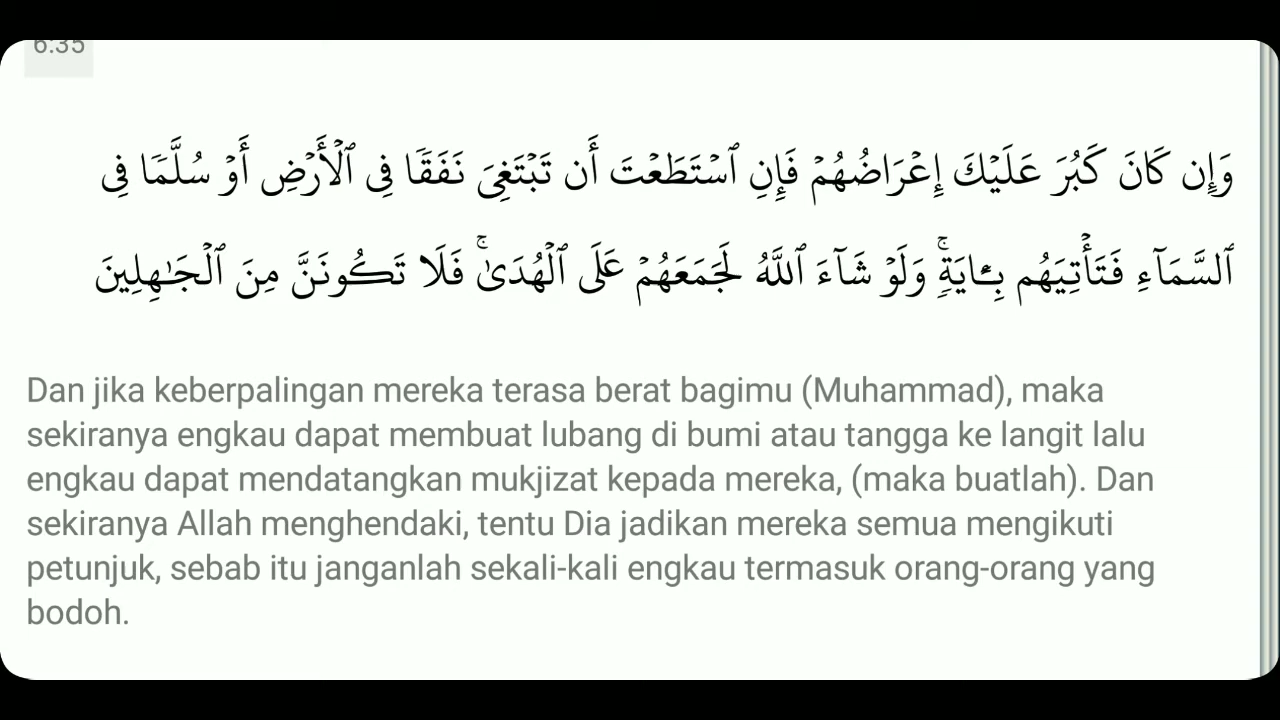 6:35
وَإِن كَانَ كَبُرَ عَلَيْكَ إِعْرَاضُهُمْ فَإِنِ ٱسْتَطَعْتَ أَن تَبْتَغِىَ نَفَقًا فِى ٱلْأَرْضِ أَوْ سُلَّمًا فِى
ٱلسَّمَآءِ فَتَأْتِيَهُم بِـَٔايَةٍ ۚ وَلَوْ شَآءَ ٱللَّهُ لَجَمَعَهُمْ عَلَى ٱلْهُدَىٰ ۚ فَلَا تَكُونَنَّ مِنَ ٱلْجَـٰهِلِينَ
Dan jika keberpalingan mereka terasa berat bagimu (Muhammad), maka
sekiranya engkau dapat membuat lubang di bumi atau tangga ke langit lalu
engkau dapat mendatangkan mukjizat kepada mereka, (maka buatlah). Dan
sekiranya Allah menghendaki, tentu Dia jadikan mereka semua mengikuti
petunjuk, sebab itu janganlah sekali-kali engkau termasuk orang-orang yang
bodoh.